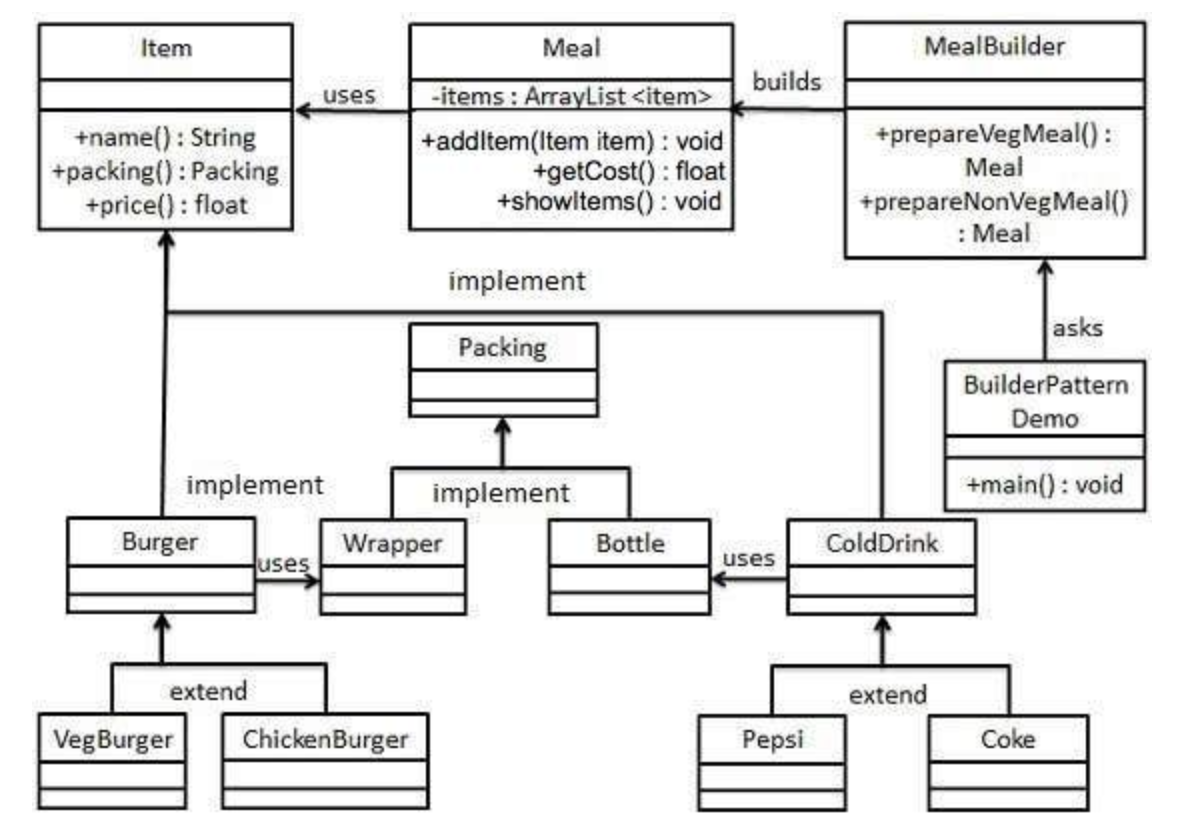 Item
+name() : String
+packing() : Packing
+price() : float
uses
Meal
-items : ArrayList <item>
+addItem(Item item) : void
+getCost() : float
+showItems() : void
builds
MealBuilder
+prepareVegMeal() :
Meal
+prepareNonVegMeal()
: Meal
implement
asks
Packing
BuilderPattern
Demo
+main() : void
implement
implement
Burger
uses
Wrapper
Bottle
uses
ColdDrink
extend
extend
VegBurger
ChickenBurger
Pepsi
Coke